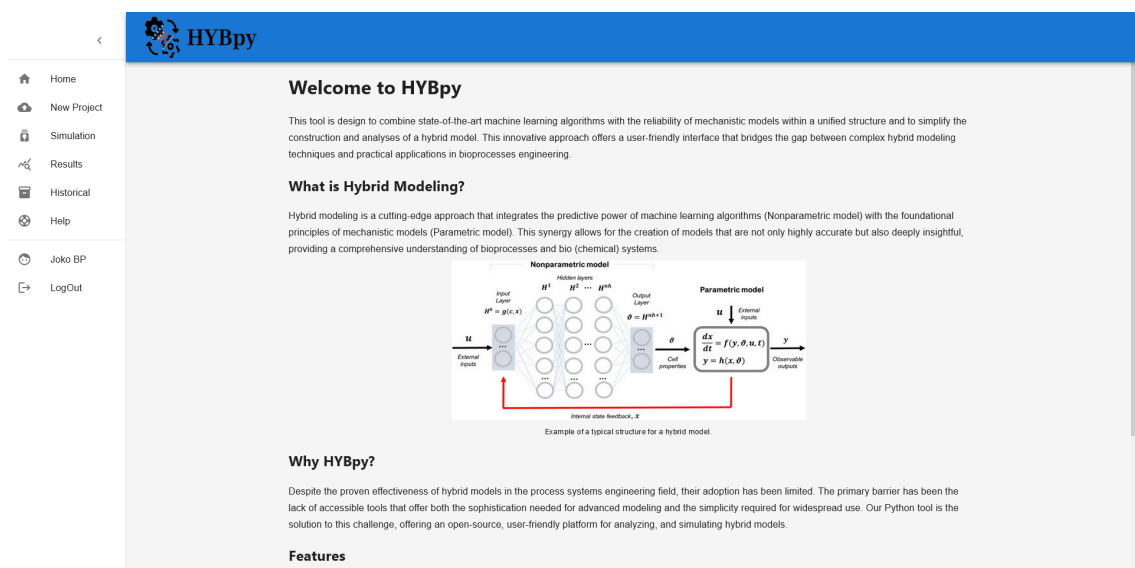 HYBpy
Home
New Project
Simulation
Results
Historical
Help
Joko BP
LogOut
Welcome to HYBpy
This tool is design to combine state-of-the-art machine learning algorithms with the reliability of mechanistic models within a unified structure and to simplify the
construction and analyses of a hybrid model. This innovative approach offers a user-friendly interface that bridges the gap between complex hybrid modeling
techniques and practical applications in bioprocesses engineering.
What is Hybrid Modeling?
Hybrid modeling is a cutting-edge approach that integrates the predictive power of machine learning algorithms (Nonparametric model) with the foundational
principles of mechanistic models (Parametric model). This synergy allows for the creation of models that are not only highly accurate but also deeply insightful,
providing a comprehensive understanding of bioprocesses and bio (chemical) systems.
Nonparametric model
Hidden layers
H¹ H² ... Hⁿʰ
Input
Layer
H⁰ = g(c, x)
Output
Layer
ϑ = Hⁿʰ⁺¹
Parametric model
u
External
inputs
u
External
inputs
...
...
...
... ... ...
ϑ
Cell
properties
dx/dt = f(y, ϑ, u, t)
y = h(x, ϑ)
y
Observable
outputs
Internal state feedback, x
Example of a typical structure for a hybrid model.
Why HYBpy?
Despite the proven effectiveness of hybrid models in the process systems engineering field, their adoption has been limited. The primary barrier has been the
lack of accessible tools that offer both the sophistication needed for advanced modeling and the simplicity required for widespread use. Our Python tool is the
solution to this challenge, offering an open-source, user-friendly platform for analyzing, and simulating hybrid models.
Features